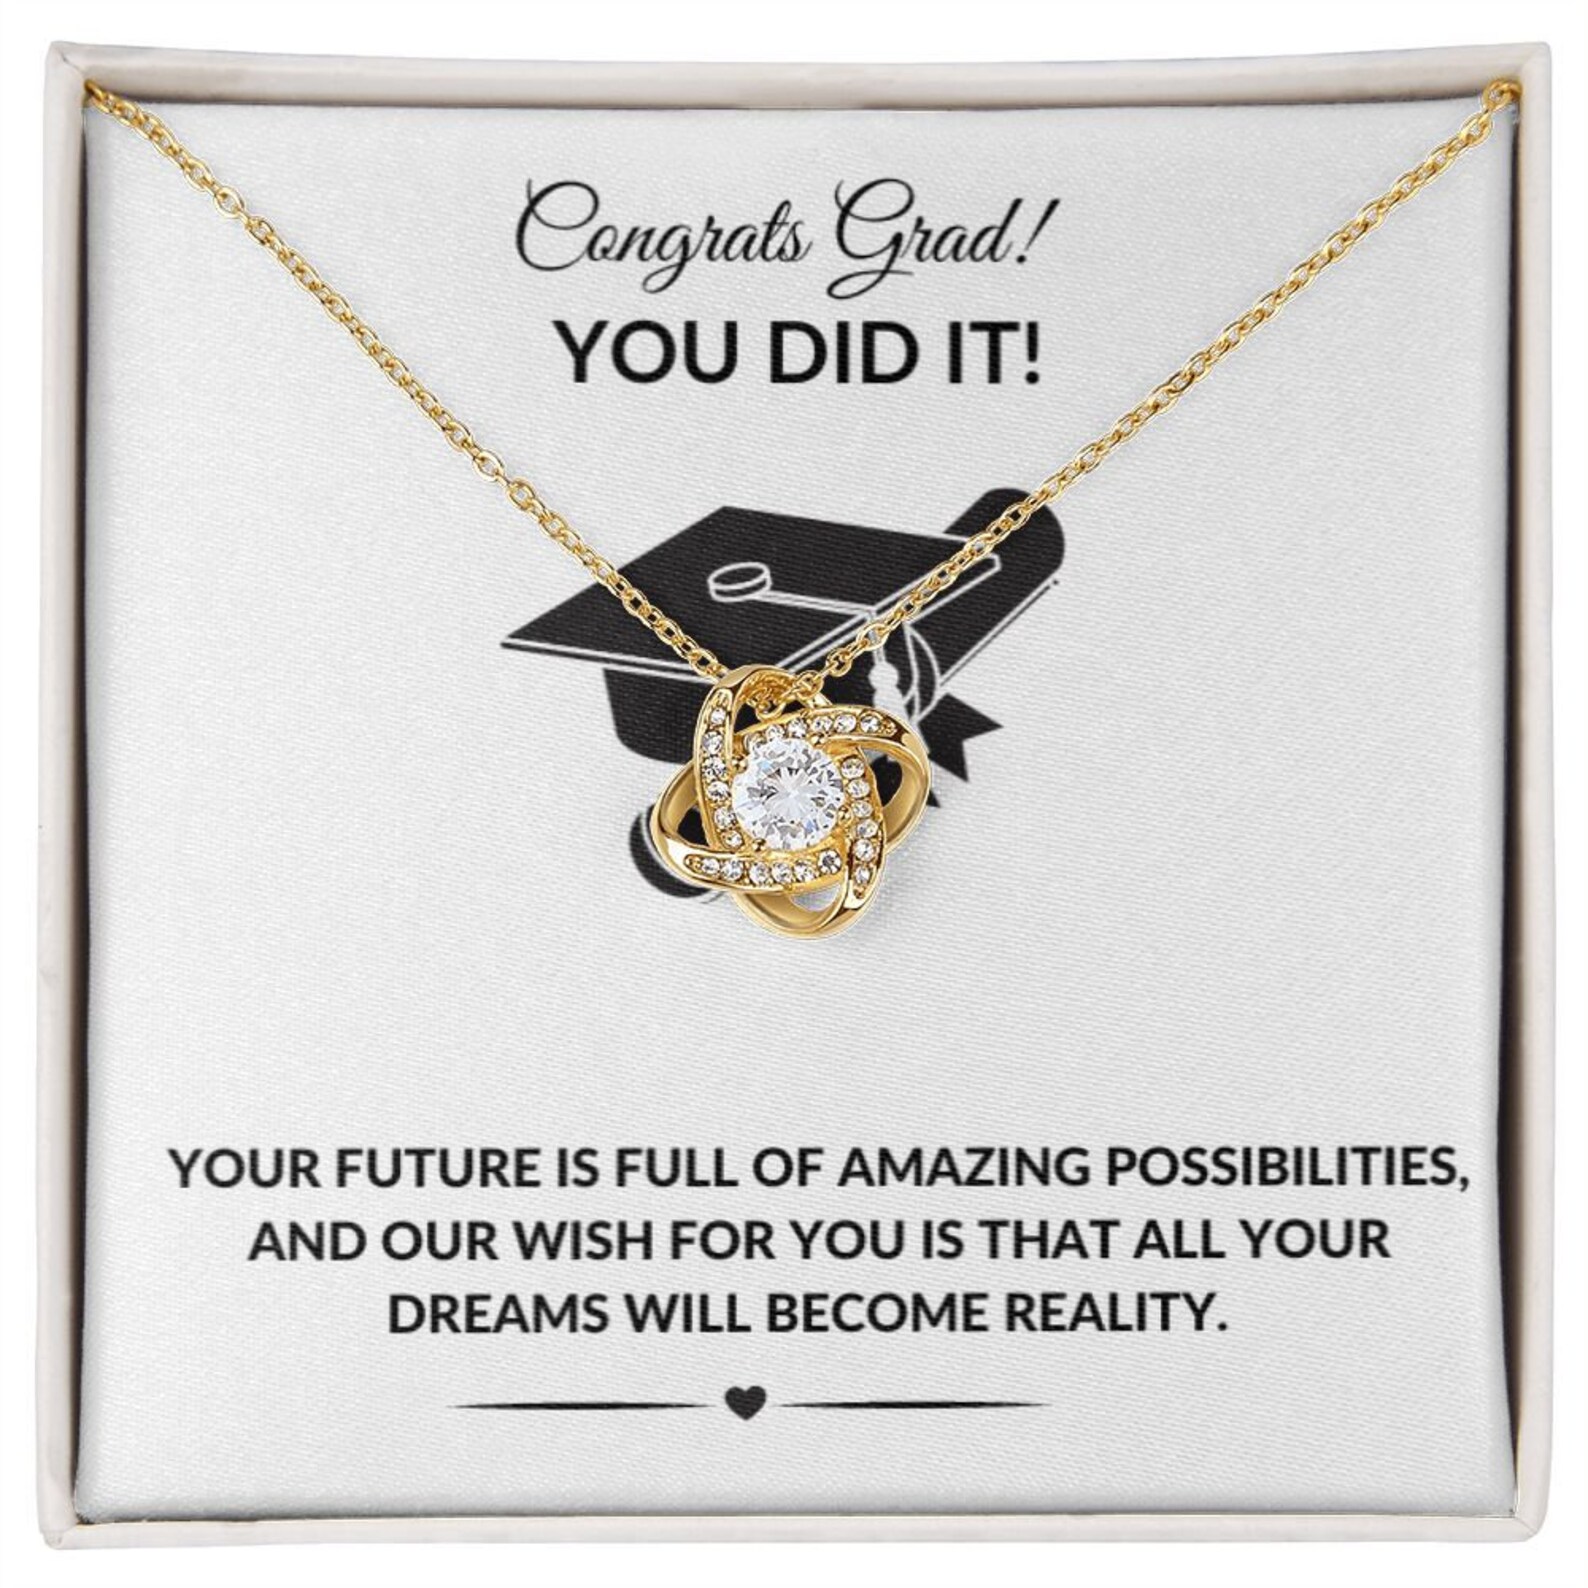 Congrats Grad!
YOU DID IT!
YOUR FUTURE IS FULL OF AMAZING POSSIBILITIES,
AND OUR WISH FOR YOU IS THAT ALL YOUR
DREAMS WILL BECOME REALITY.